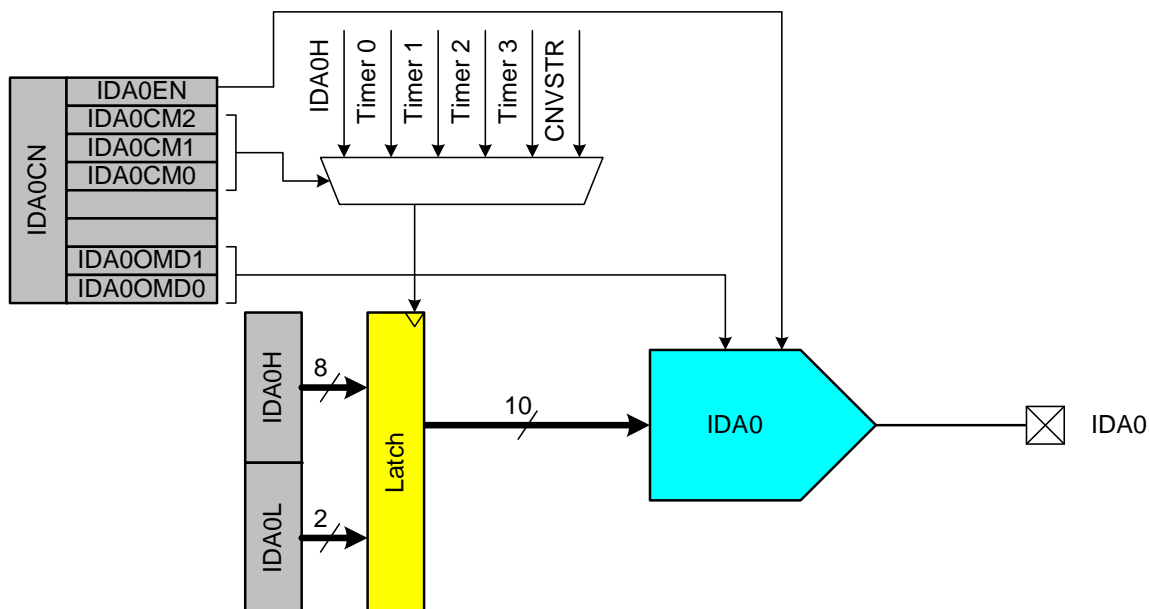 IDA0CN
IDA0EN
IDA0CM2
IDA0CM1
IDA0CM0
IDA0OMD1
IDA0OMD0
IDA0H
Timer 0
Timer 1
Timer 2
Timer 3
CNVSTR
IDA0H
8
IDA0L
2
Latch
10
IDA0
IDA0